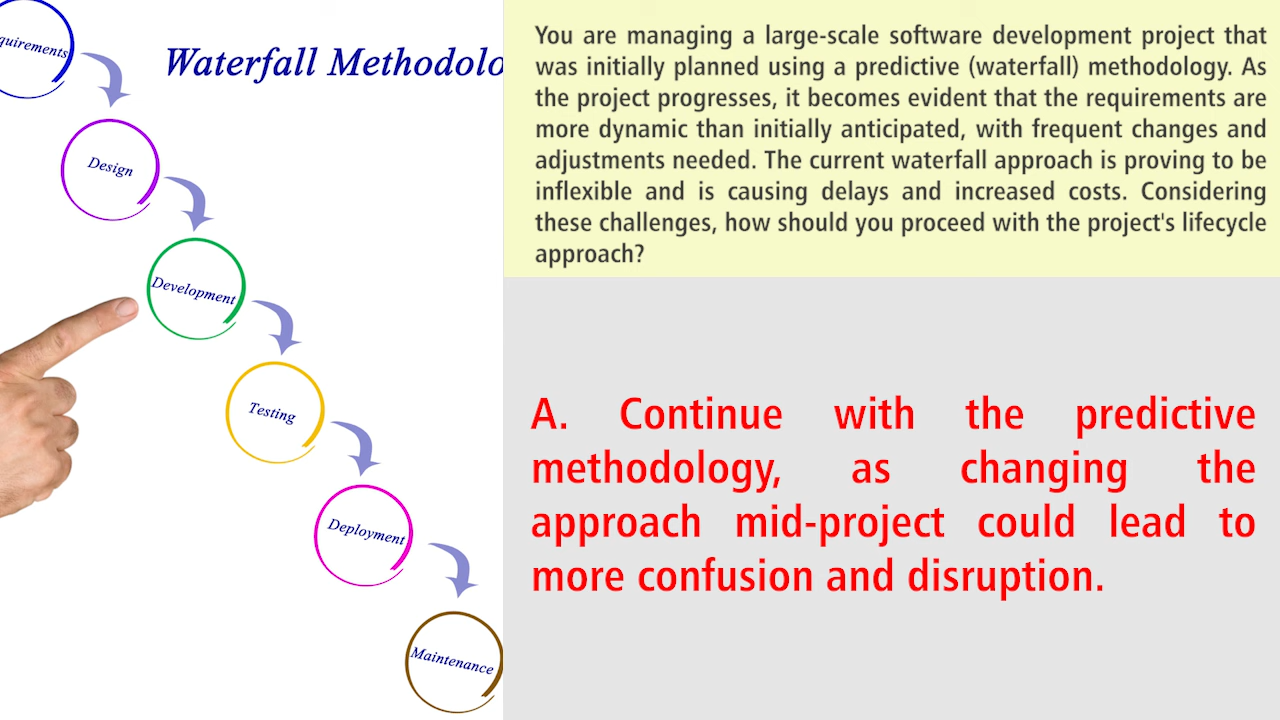 Waterfall Methodolo
quirements
Design
Development
Testing
Deployment
Maintenance
You are managing a large-scale software development project that
was initially planned using a predictive (waterfall) methodology. As
the project progresses, it becomes evident that the requirements are
more dynamic than initially anticipated, with frequent changes and
adjustments needed. The current waterfall approach is proving to be
inflexible and is causing delays and increased costs. Considering
these challenges, how should you proceed with the project's lifecycle
approach?
A. Continue with the predictive
methodology, as changing the
approach mid-project could lead to
more confusion and disruption.